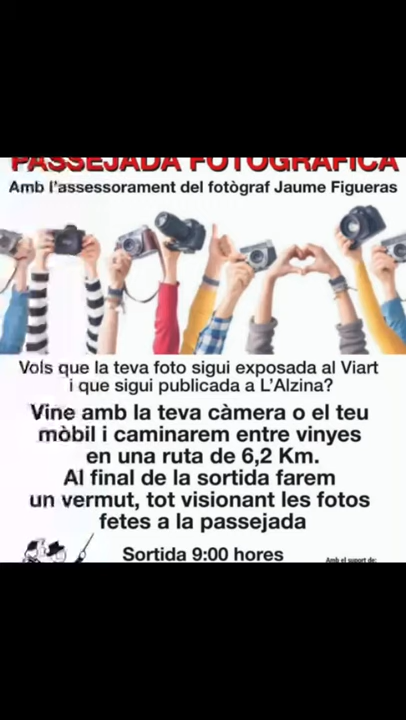 PASSEJADA FOTOGRÀFICA
Amb l'assessorament del fotògraf Jaume Figueras
Vols que la teva foto sigui exposada al Viart
i que sigui publicada a L'Alzina?
Vine amb la teva càmera o el teu
mòbil i caminarem entre vinyes
en una ruta de 6,2 Km.
Al final de la sortida farem
un vermut, tot visionant les fotos
fetes a la passejada
Sortida 9:00 hores
Amb el suport de: